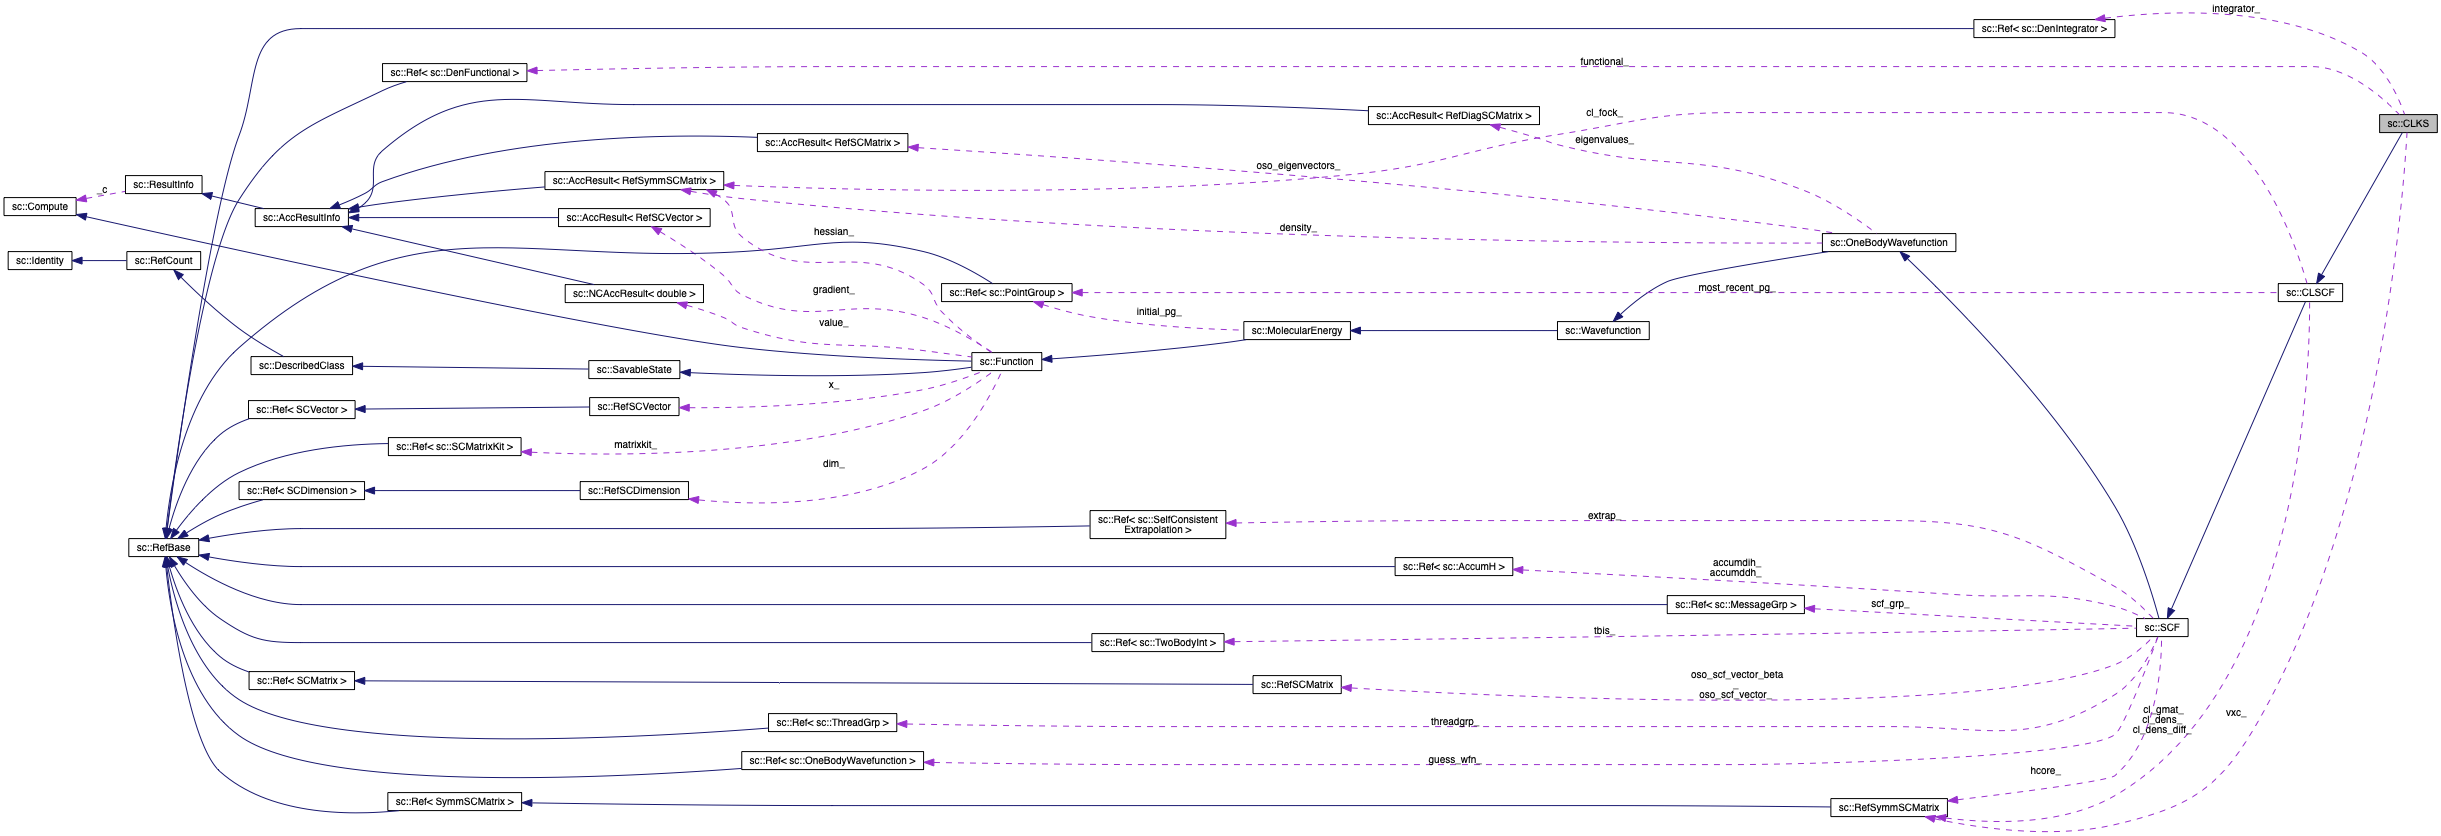 integrator_
sc::Ref< sc::DenIntegrator >
functional_
sc::Ref< sc::DenFunctional >
cl_fock_
sc::AccResult< RefDiagSCMatrix >
sc::CLKS
eigenvalues_
sc::AccResult< RefSCMatrix >
oso_eigenvectors_
sc::AccResult< RefSymmSCMatrix >
_c
sc::ResultInfo
sc::Compute
sc::AccResultInfo
sc::AccResult< RefSCVector >
density_
hessian_
sc::OneBodyWavefunction
sc::Identity
sc::RefCount
gradient_
sc::NCAccResult< double >
sc::Ref< sc::PointGroup >
most_recent_pg_
sc::CLSCF
initial_pg_
value_
sc::MolecularEnergy
sc::Wavefunction
sc::Function
sc::DescribedClass
sc::SavableState
x_
sc::Ref< SCVector >
sc::RefSCVector
matrixkit_
sc::Ref< sc::SCMatrixKit >
dim_
sc::Ref< SCDimension >
sc::RefSCDimension
extrap_
sc::Ref< sc::SelfConsistent
Extrapolation >
sc::RefBase
accumdih_
accumddh_
sc::Ref< sc::AccumH >
scf_grp_
sc::Ref< sc::MessageGrp >
tbis_
sc::SCF
sc::Ref< sc::TwoBodyInt >
oso_scf_vector_beta
_
oso_scf_vector_
sc::Ref< SCMatrix >
sc::RefSCMatrix
threadgrp_
sc::Ref< sc::ThreadGrp >
cl_gmat_
cl_dens_
cl_dens_diff_
vxc_
guess_wfn_
sc::Ref< sc::OneBodyWavefunction >
hcore_
sc::Ref< SymmSCMatrix >
sc::RefSymmSCMatrix